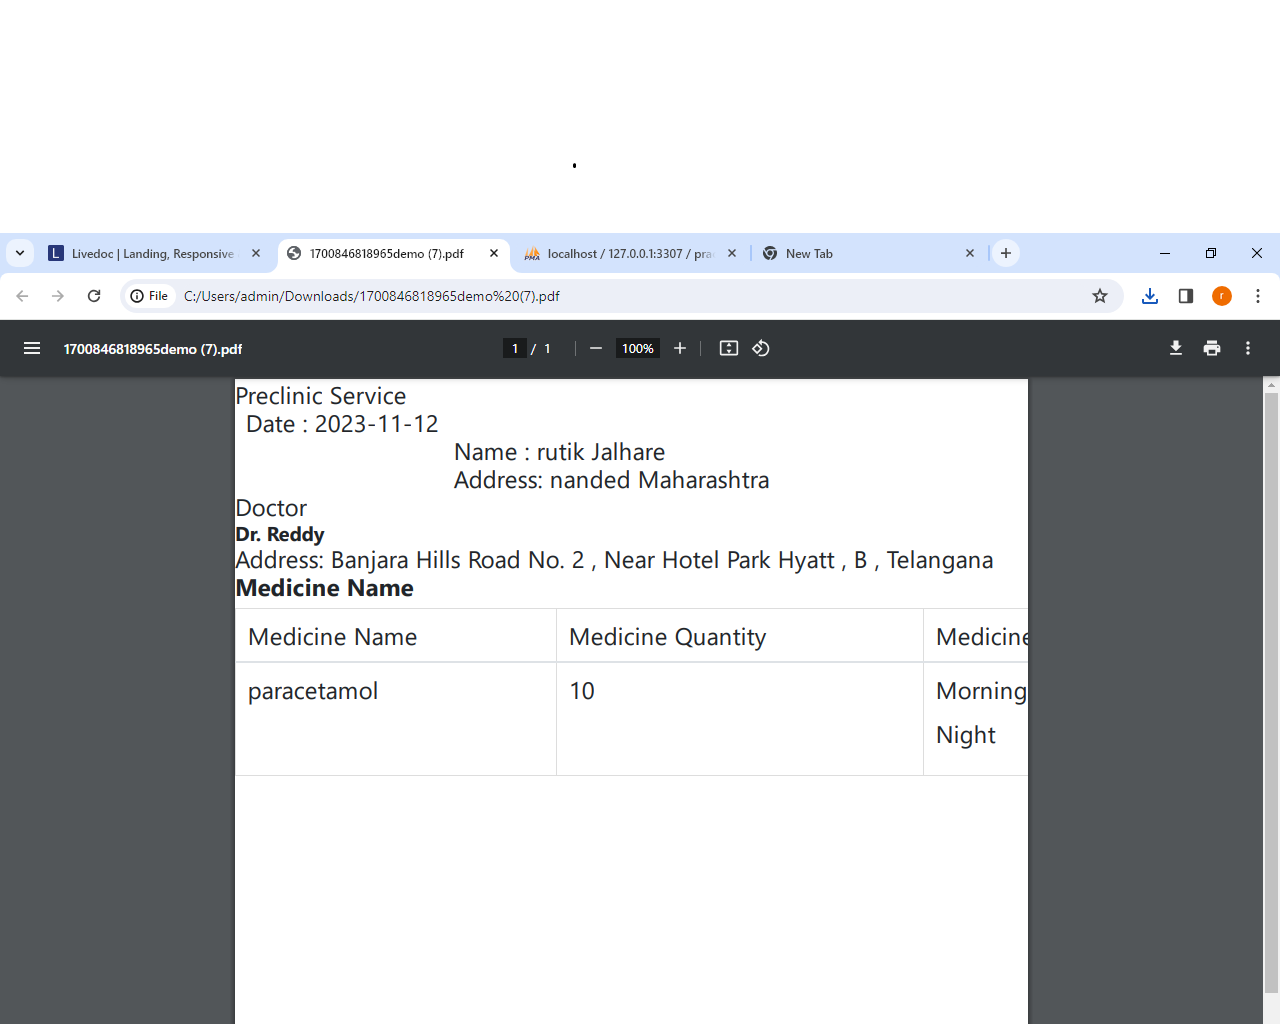 Livedoc | Landing, Responsive
1700846818965demo (7).pdf
localhost / 127.0.0.1:3307 / pra
New Tab
File
C:/Users/admin/Downloads/1700846818965demo%20(7).pdf
r
1700846818965demo (7).pdf
1 / 1
100%
Preclinic Service
Date : 2023-11-12
Name : rutik Jalhare
Address: nanded Maharashtra
Doctor
Dr. Reddy
Address: Banjara Hills Road No. 2 , Near Hotel Park Hyatt , B , Telangana
Medicine Name
Medicine Name Medicine Quantity Medicine
paracetamol 10 Morning
Night